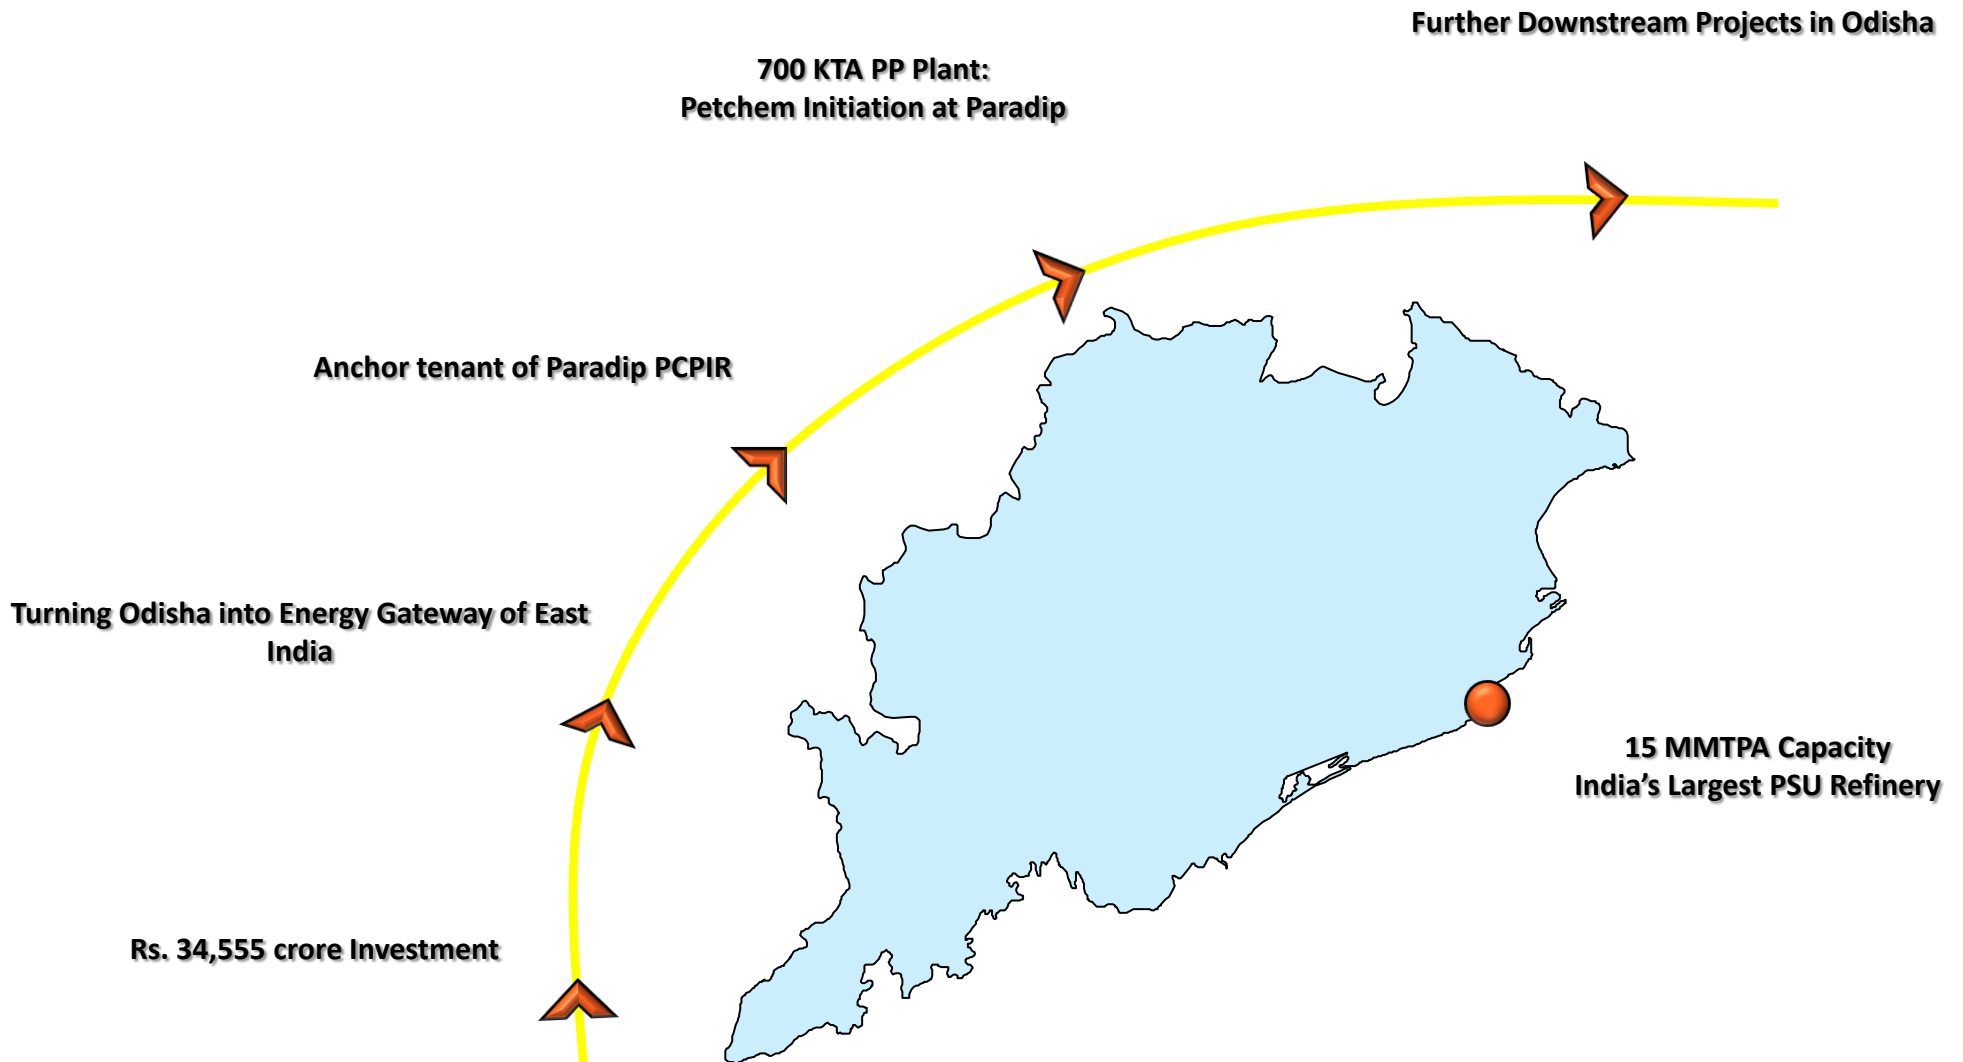 Further Downstream Projects in Odisha
700 KTA PP Plant:
Petchem Initiation at Paradip
Anchor tenant of Paradip PCPIR
Turning Odisha into Energy Gateway of East
India
15 MMTPA Capacity
India’s Largest PSU Refinery
Rs. 34,555 crore Investment